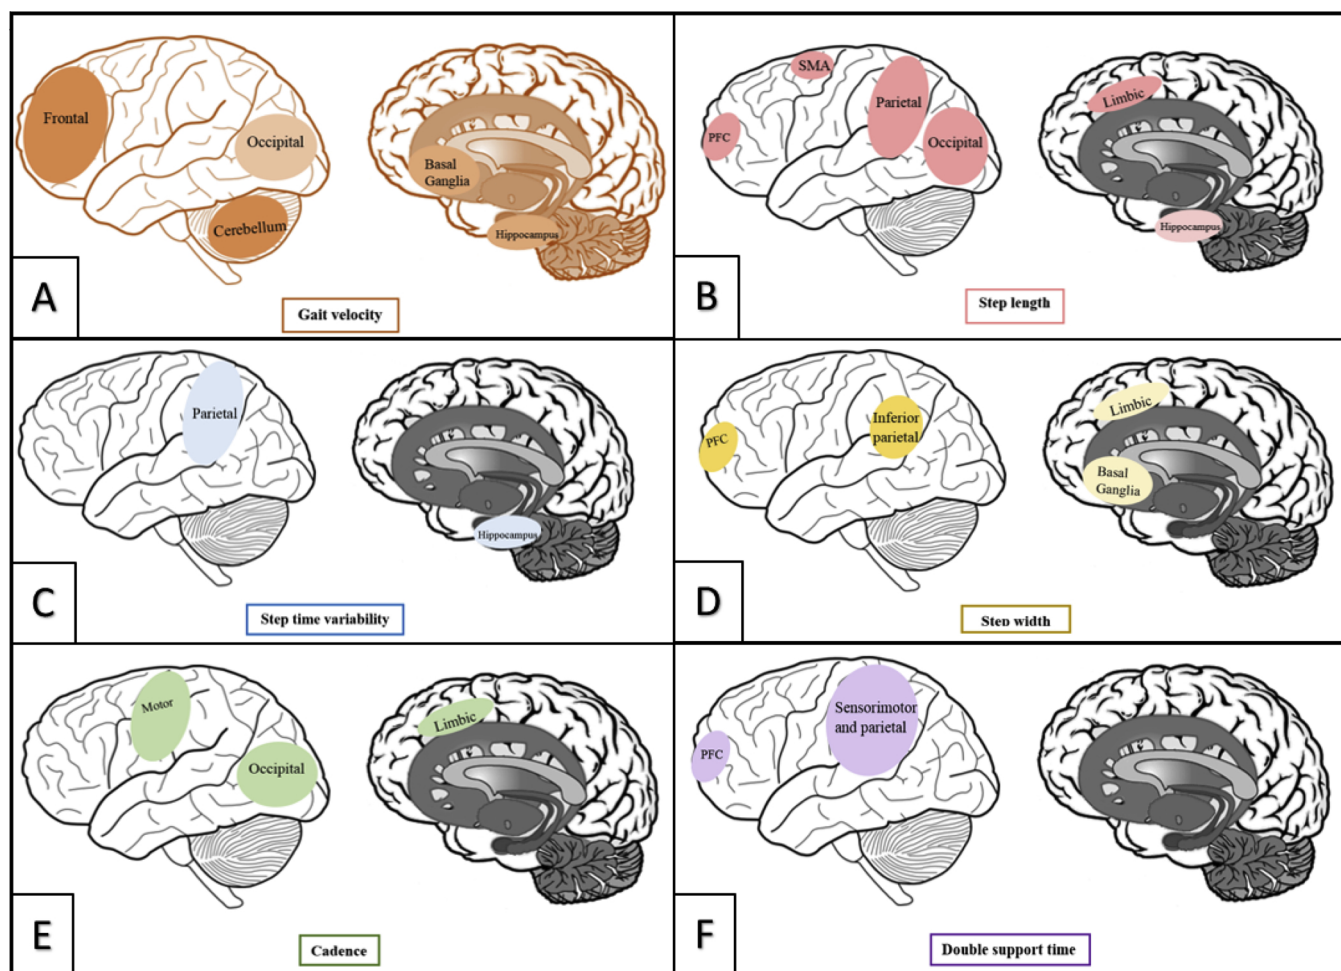 Frontal
Occipital
Cerebellum
Basal
Ganglia
Hippocampus
A
Gait velocity
SMA
Parietal
PFC
Occipital
Limbic
Hippocampus
B
Step length
Parietal
Hippocampus
C
Step time variability
PFC
Inferior
parietal
Limbic
Basal
Ganglia
D
Step width
Motor
Occipital
Limbic
E
Cadence
PFC
Sensorimotor
and parietal
F
Double support time